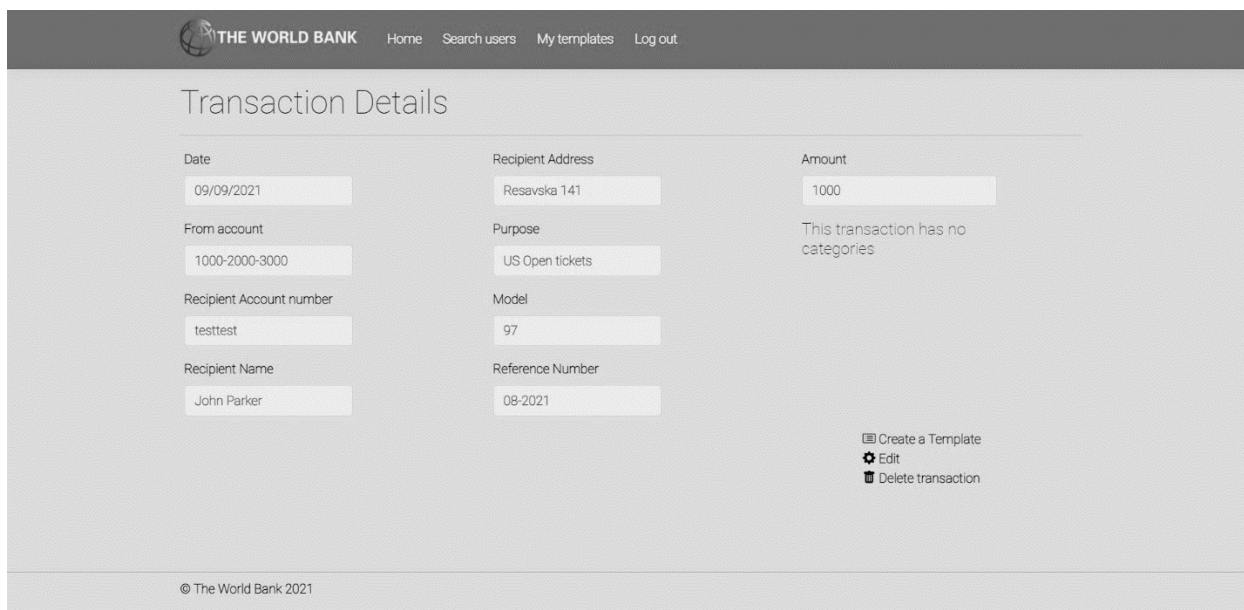 THE WORLD BANK Home Search users My templates Log out
Transaction Details
Date
09/09/2021
From account
1000-2000-3000
Recipient Account number
testtest
Recipient Name
John Parker
Recipient Address
Resavska 141
Purpose
US Open tickets
Model
97
Reference Number
08-2021
Amount
1000
This transaction has no
categories
Create a Template
Edit
Delete transaction
© The World Bank 2021